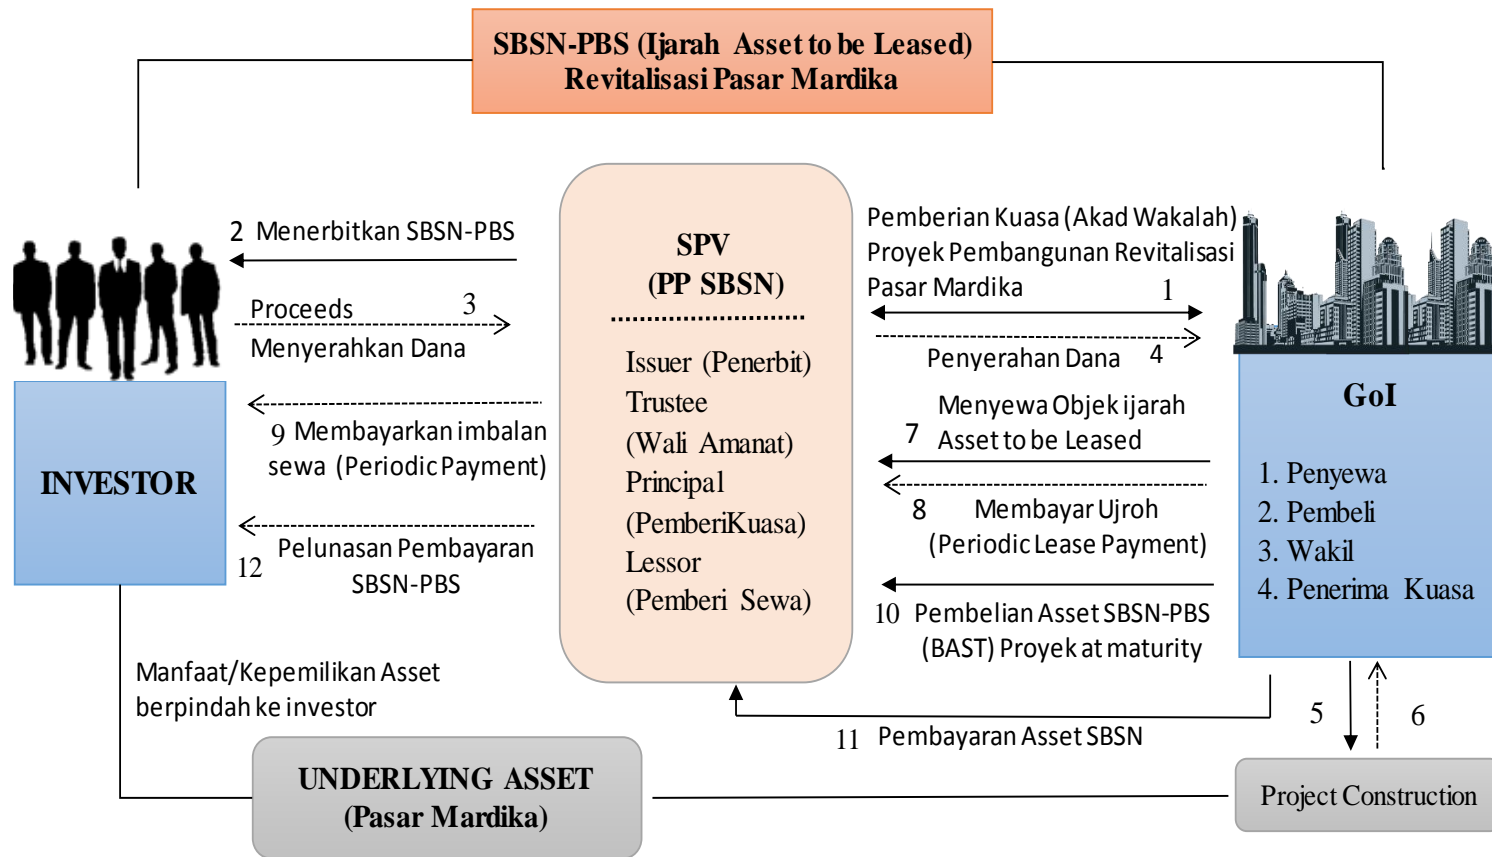 SBSN-PBS (Ijarah Asset to be Leased)
Revitalisasi Pasar Mardika
2 Menerbitkan SBSN-PBS
Proceeds 3
Menyerahkan Dana
9 Membayarkan imbalan
sewa (Periodic Payment)
INVESTOR
12 Pelunasan Pembayaran
SBSN-PBS
Manfaat/Kepemilikan Asset
berpindah ke investor
SPV
(PP SBSN)
Issuer (Penerbit)
Trustee
(Wali Amanat)
Principal
(PemberiKuasa)
Lessor
(Pemberi Sewa)
Pemberian Kuasa (Akad Wakalah)
Proyek Pembangunan Revitalisasi
Pasar Mardika 1
Penyerahan Dana 4
7 Menyewa Objek ijarah
Asset to be Leased
8 Membayar Ujroh
(Periodic Lease Payment)
10 Pembelian Asset SBSN-PBS
(BAST) Proyek at maturity
11 Pembayaran Asset SBSN
GoI
1. Penyewa
2. Pembeli
3. Wakil
4. Penerima Kuasa
5 6
UNDERLYING ASSET
(Pasar Mardika)
Project Construction